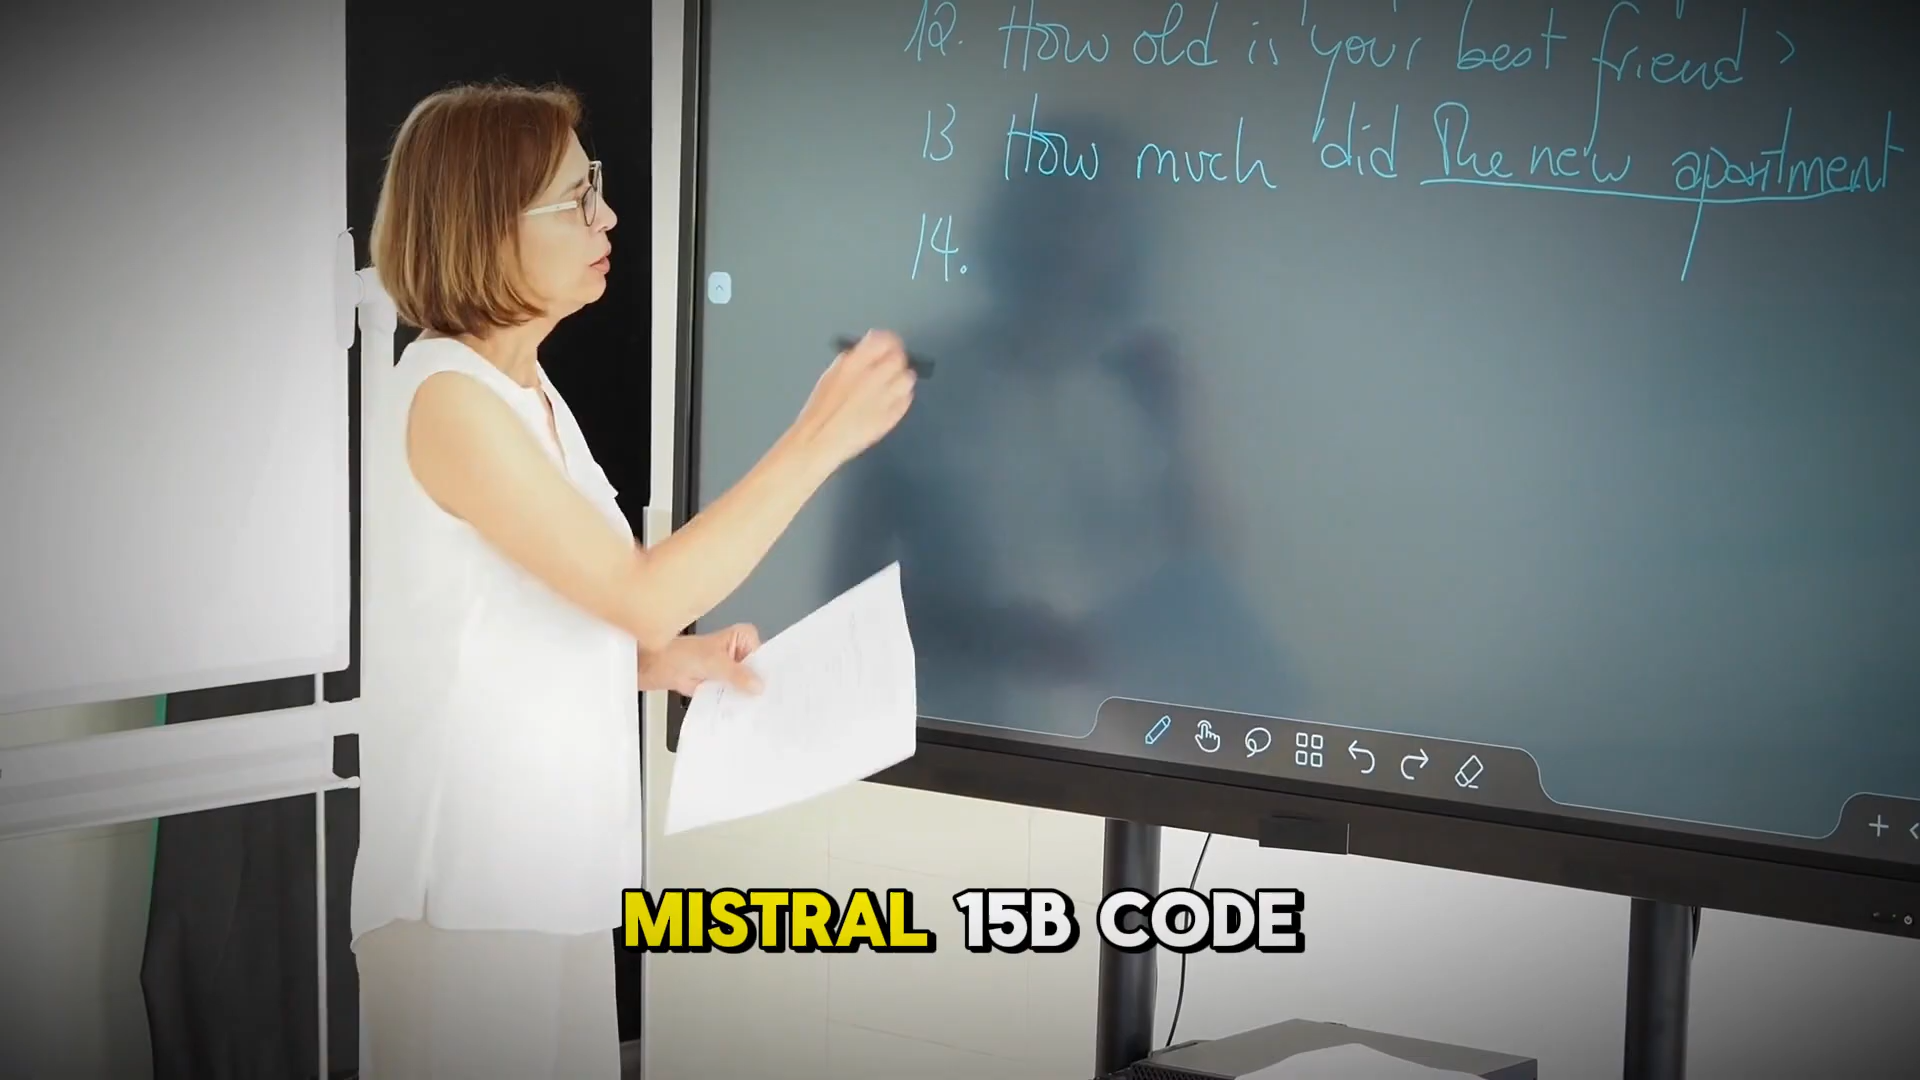 12. How old is your best friend ?
13 How much did the new apartment
14.
MISTRAL 15B CODE